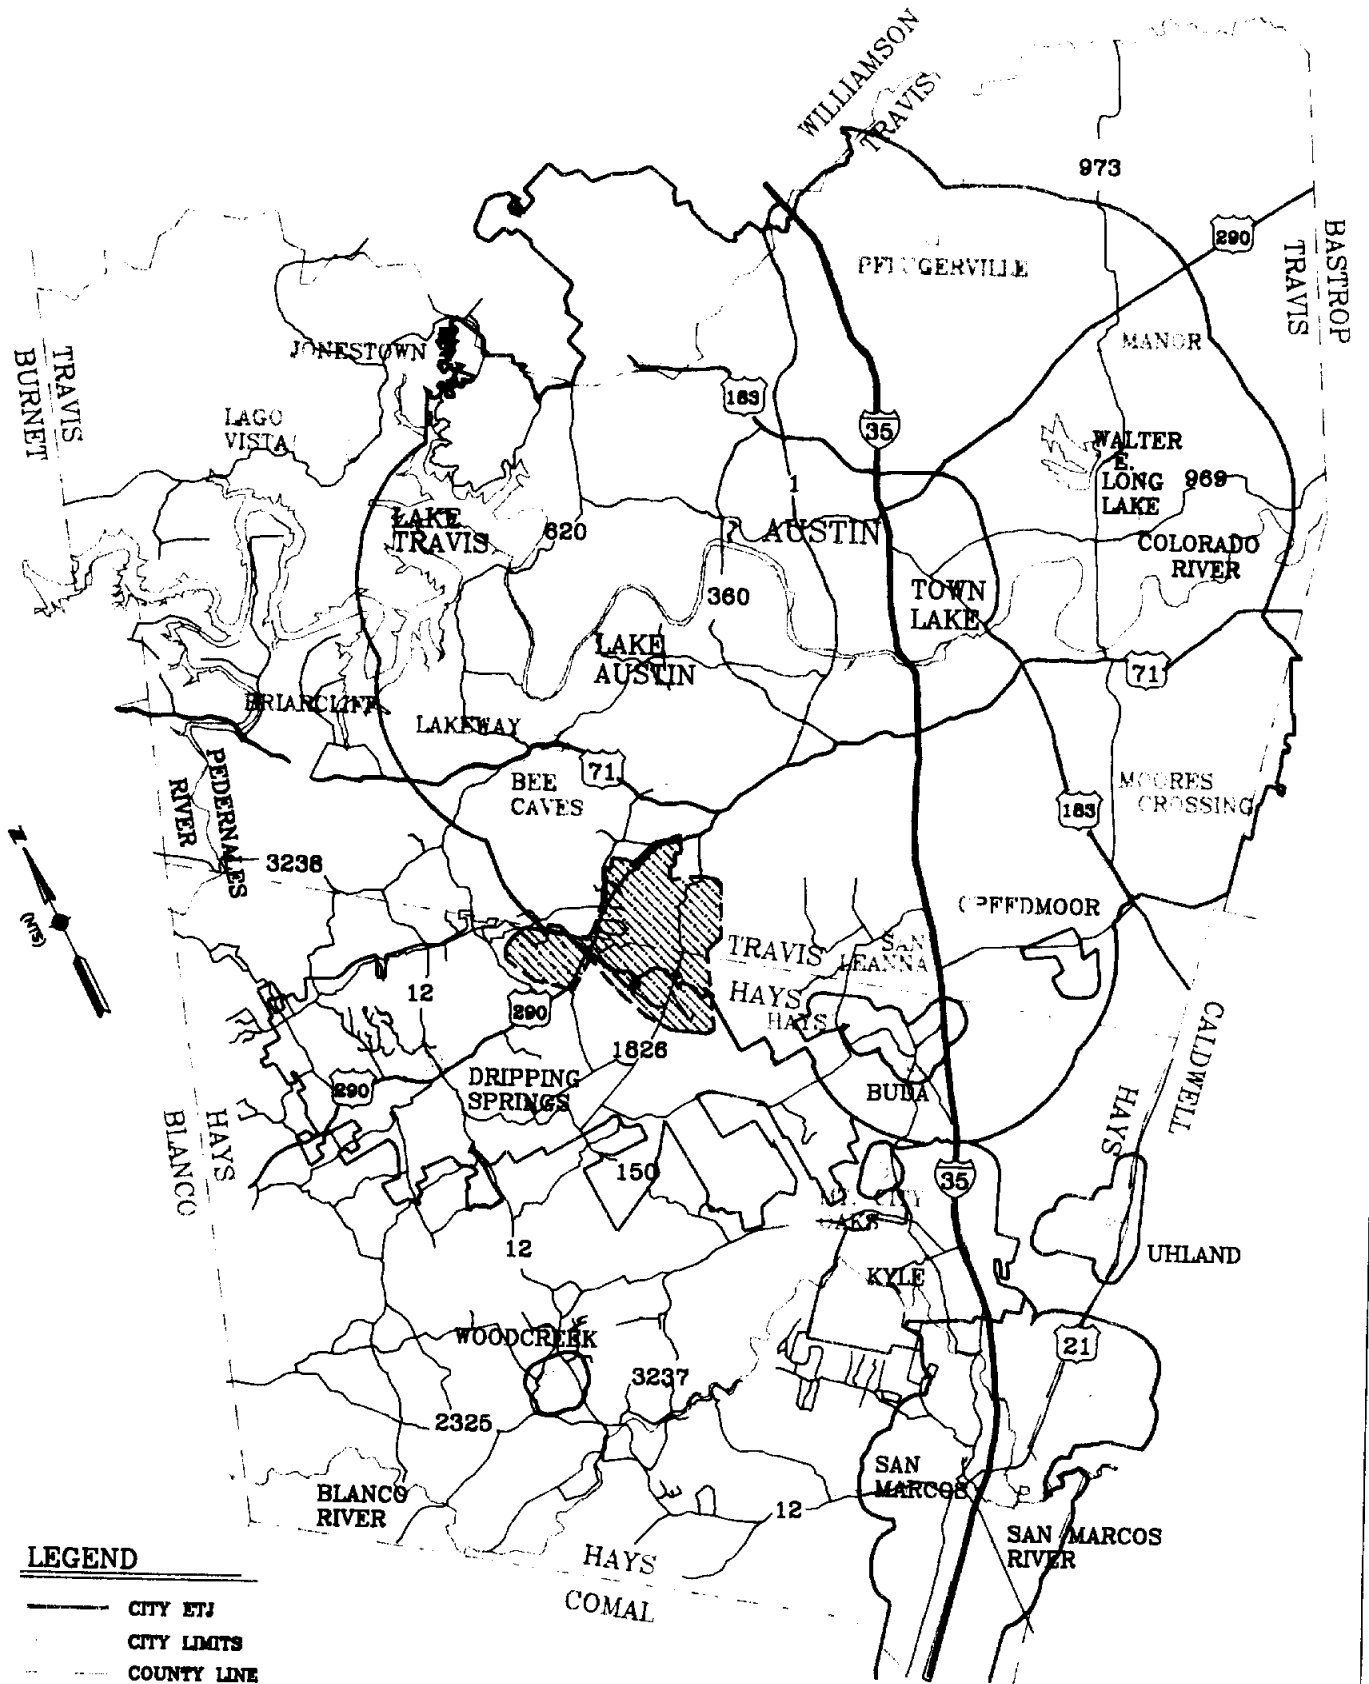 WILLIAMSON
TRAVIS
973
290
BASTROP
TRAVIS
MANOR
JONESTOWN
TRAVIS
BURNET
183
35
LAGO
VISTA
WALTER
E.
LONG
LAKE
969
1
LAKE
TRAVIS
620
AUSTIN
COLORADO
RIVER
360
TOWN
LAKE
LAKE
AUSTIN
71
BRIARCLIFF
LAKEWAY
71
BEE
CAVES
PEDERNALES
RIVER
MOORES
CROSSING
183
3238
N
(NTS)
TRAVIS
SAN
LEANNA
HAYS
HAYS
12
290
1826
CALDWELL
HAYS
290
DRIPPING
SPRINGS
BUDA
HAYS
BLANCO
150
35
12
UHLAND
KYLE
WOODCREEK
21
3237
2325
BLANCO
RIVER
SAN
MARCOS
12
SAN MARCOS
RIVER
HAYS
COMAL
LEGEND
CITY ETJ
CITY LIMITS
COUNTY LINE